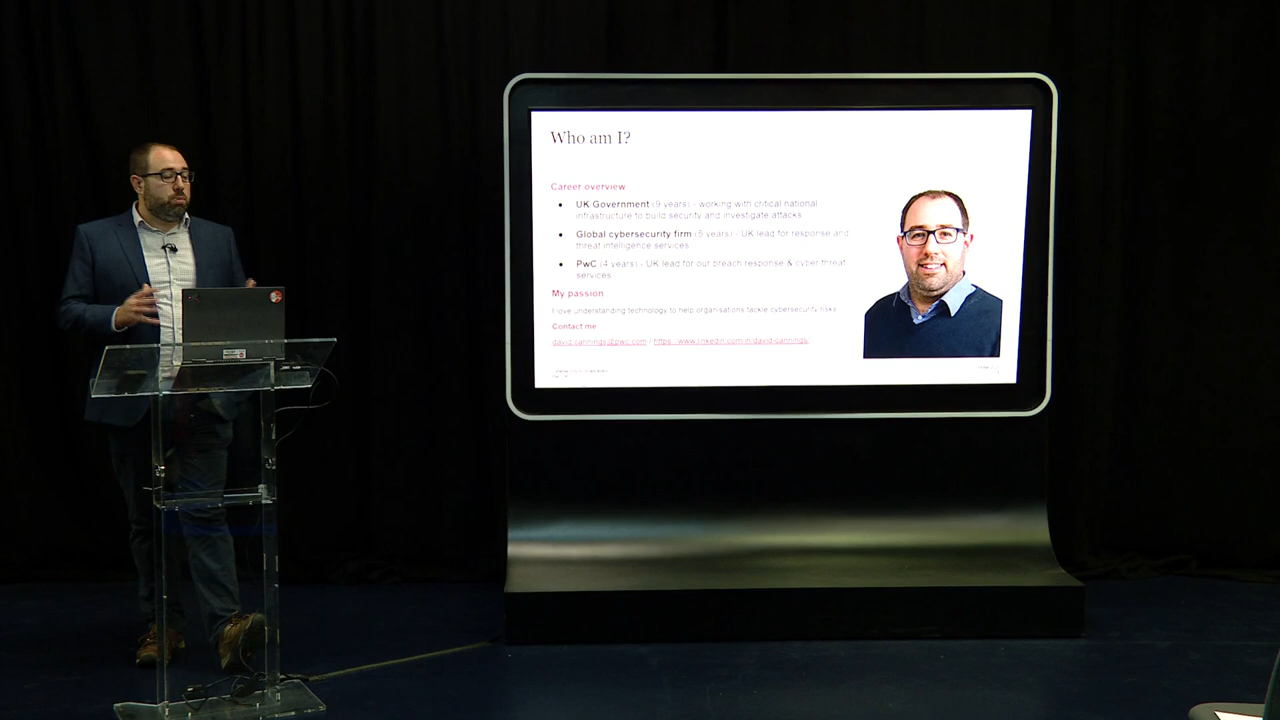 Who am I?
Career overview
• UK Government (9 years) - working with critical national
infrastructure to build security and investigate attacks
• Global cybersecurity firm (5 years) - UK lead for response and
threat intelligence services
• PwC (4 years) - UK lead for our breach response & cyber threat
services
My passion
I love understanding technology to help organisations tackle cybersecurity risks
Contact me
david.cannings@pwc.com / https://www.linkedin.com/in/david-cannings/